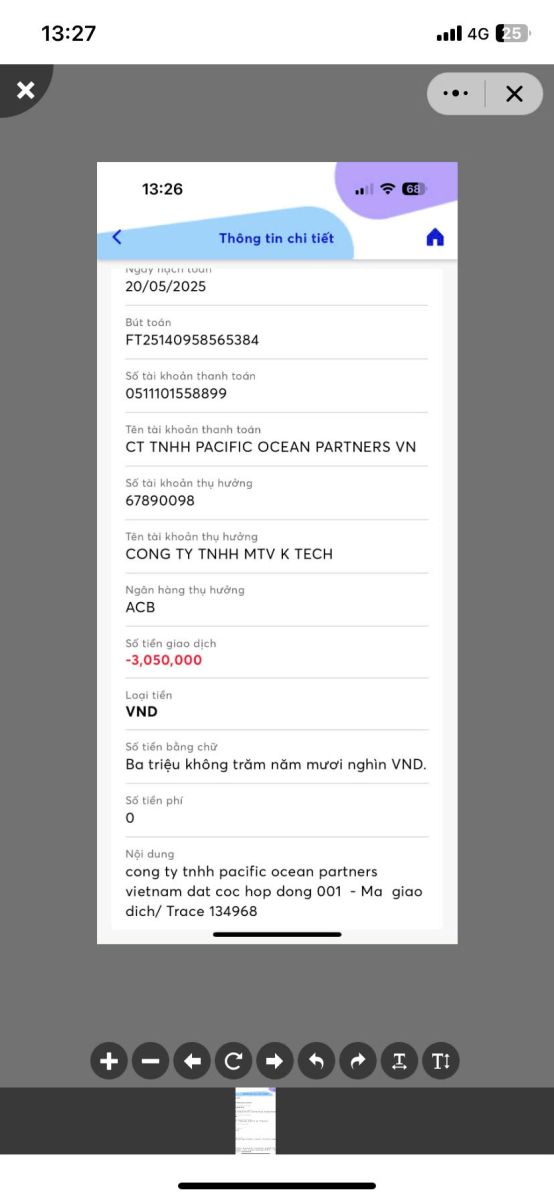 13:27
4G 25
13:26
68
Thông tin chi tiết
Ngày hạch toán
20/05/2025
Bút toán
FT25140958565384
Số tài khoản thanh toán
0511101558899
Tên tài khoản thanh toán
CT TNHH PACIFIC OCEAN PARTNERS VN
Số tài khoản thụ hưởng
67890098
Tên tài khoản thụ hưởng
CONG TY TNHH MTV K TECH
Ngân hàng thụ hưởng
ACB
Số tiền giao dịch
-3,050,000
Loại tiền
VND
Số tiền bằng chữ
Ba triệu không trăm năm mươi nghìn VND.
Số tiền phí
0
Nội dung
cong ty tnhh pacific ocean partners
vietnam dat coc hop dong 001 - Ma giao
dich/ Trace 134968